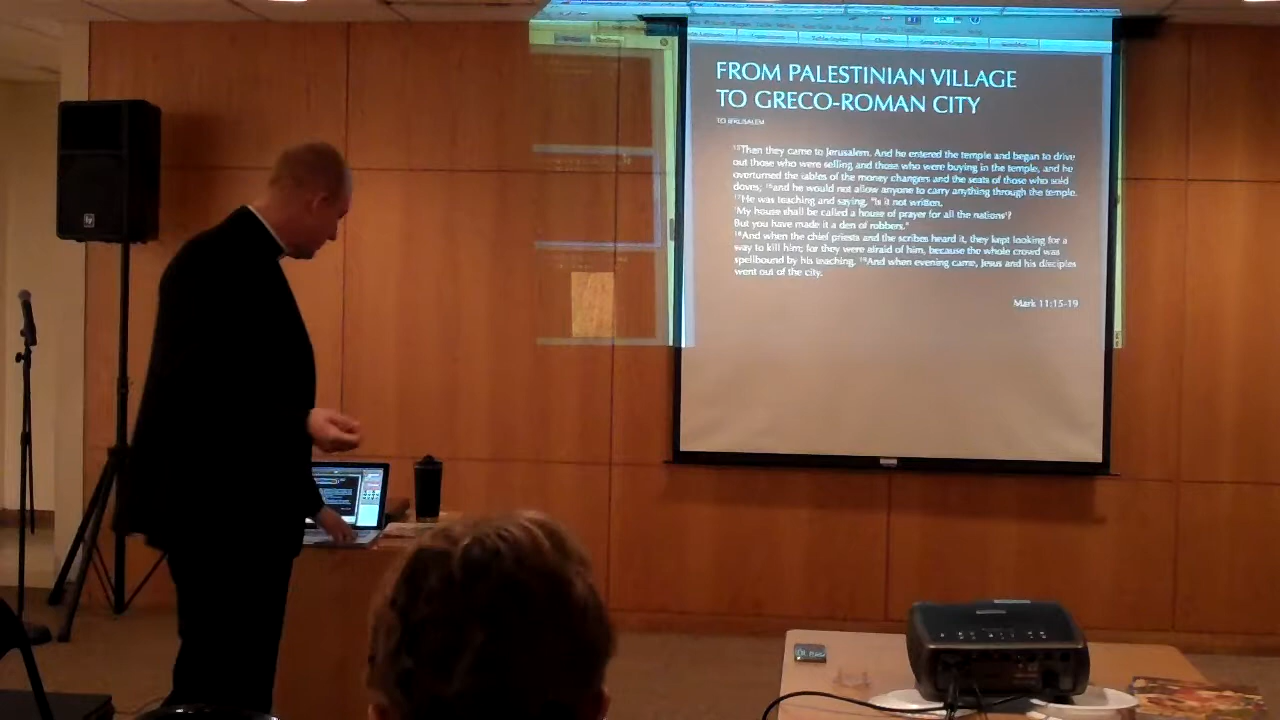 FROM PALESTINIAN VILLAGE
TO GRECO-ROMAN CITY
TO JERUSALEM
15Then they came to Jerusalem. And he entered the temple and began to drive
out those who were selling and those who were buying in the temple, and he
overturned the tables of the money changers and the seats of those who sold
doves; 16and he would not allow anyone to carry anything through the temple.
17He was teaching and saying, "Is it not written,
'My house shall be called a house of prayer for all the nations'?
But you have made it a den of robbers."
18And when the chief priests and the scribes heard it, they kept looking for a
way to kill him; for they were afraid of him, because the whole crowd was
spellbound by his teaching. 19And when evening came, Jesus and his disciples
went out of the city.
Mark 11:15-19